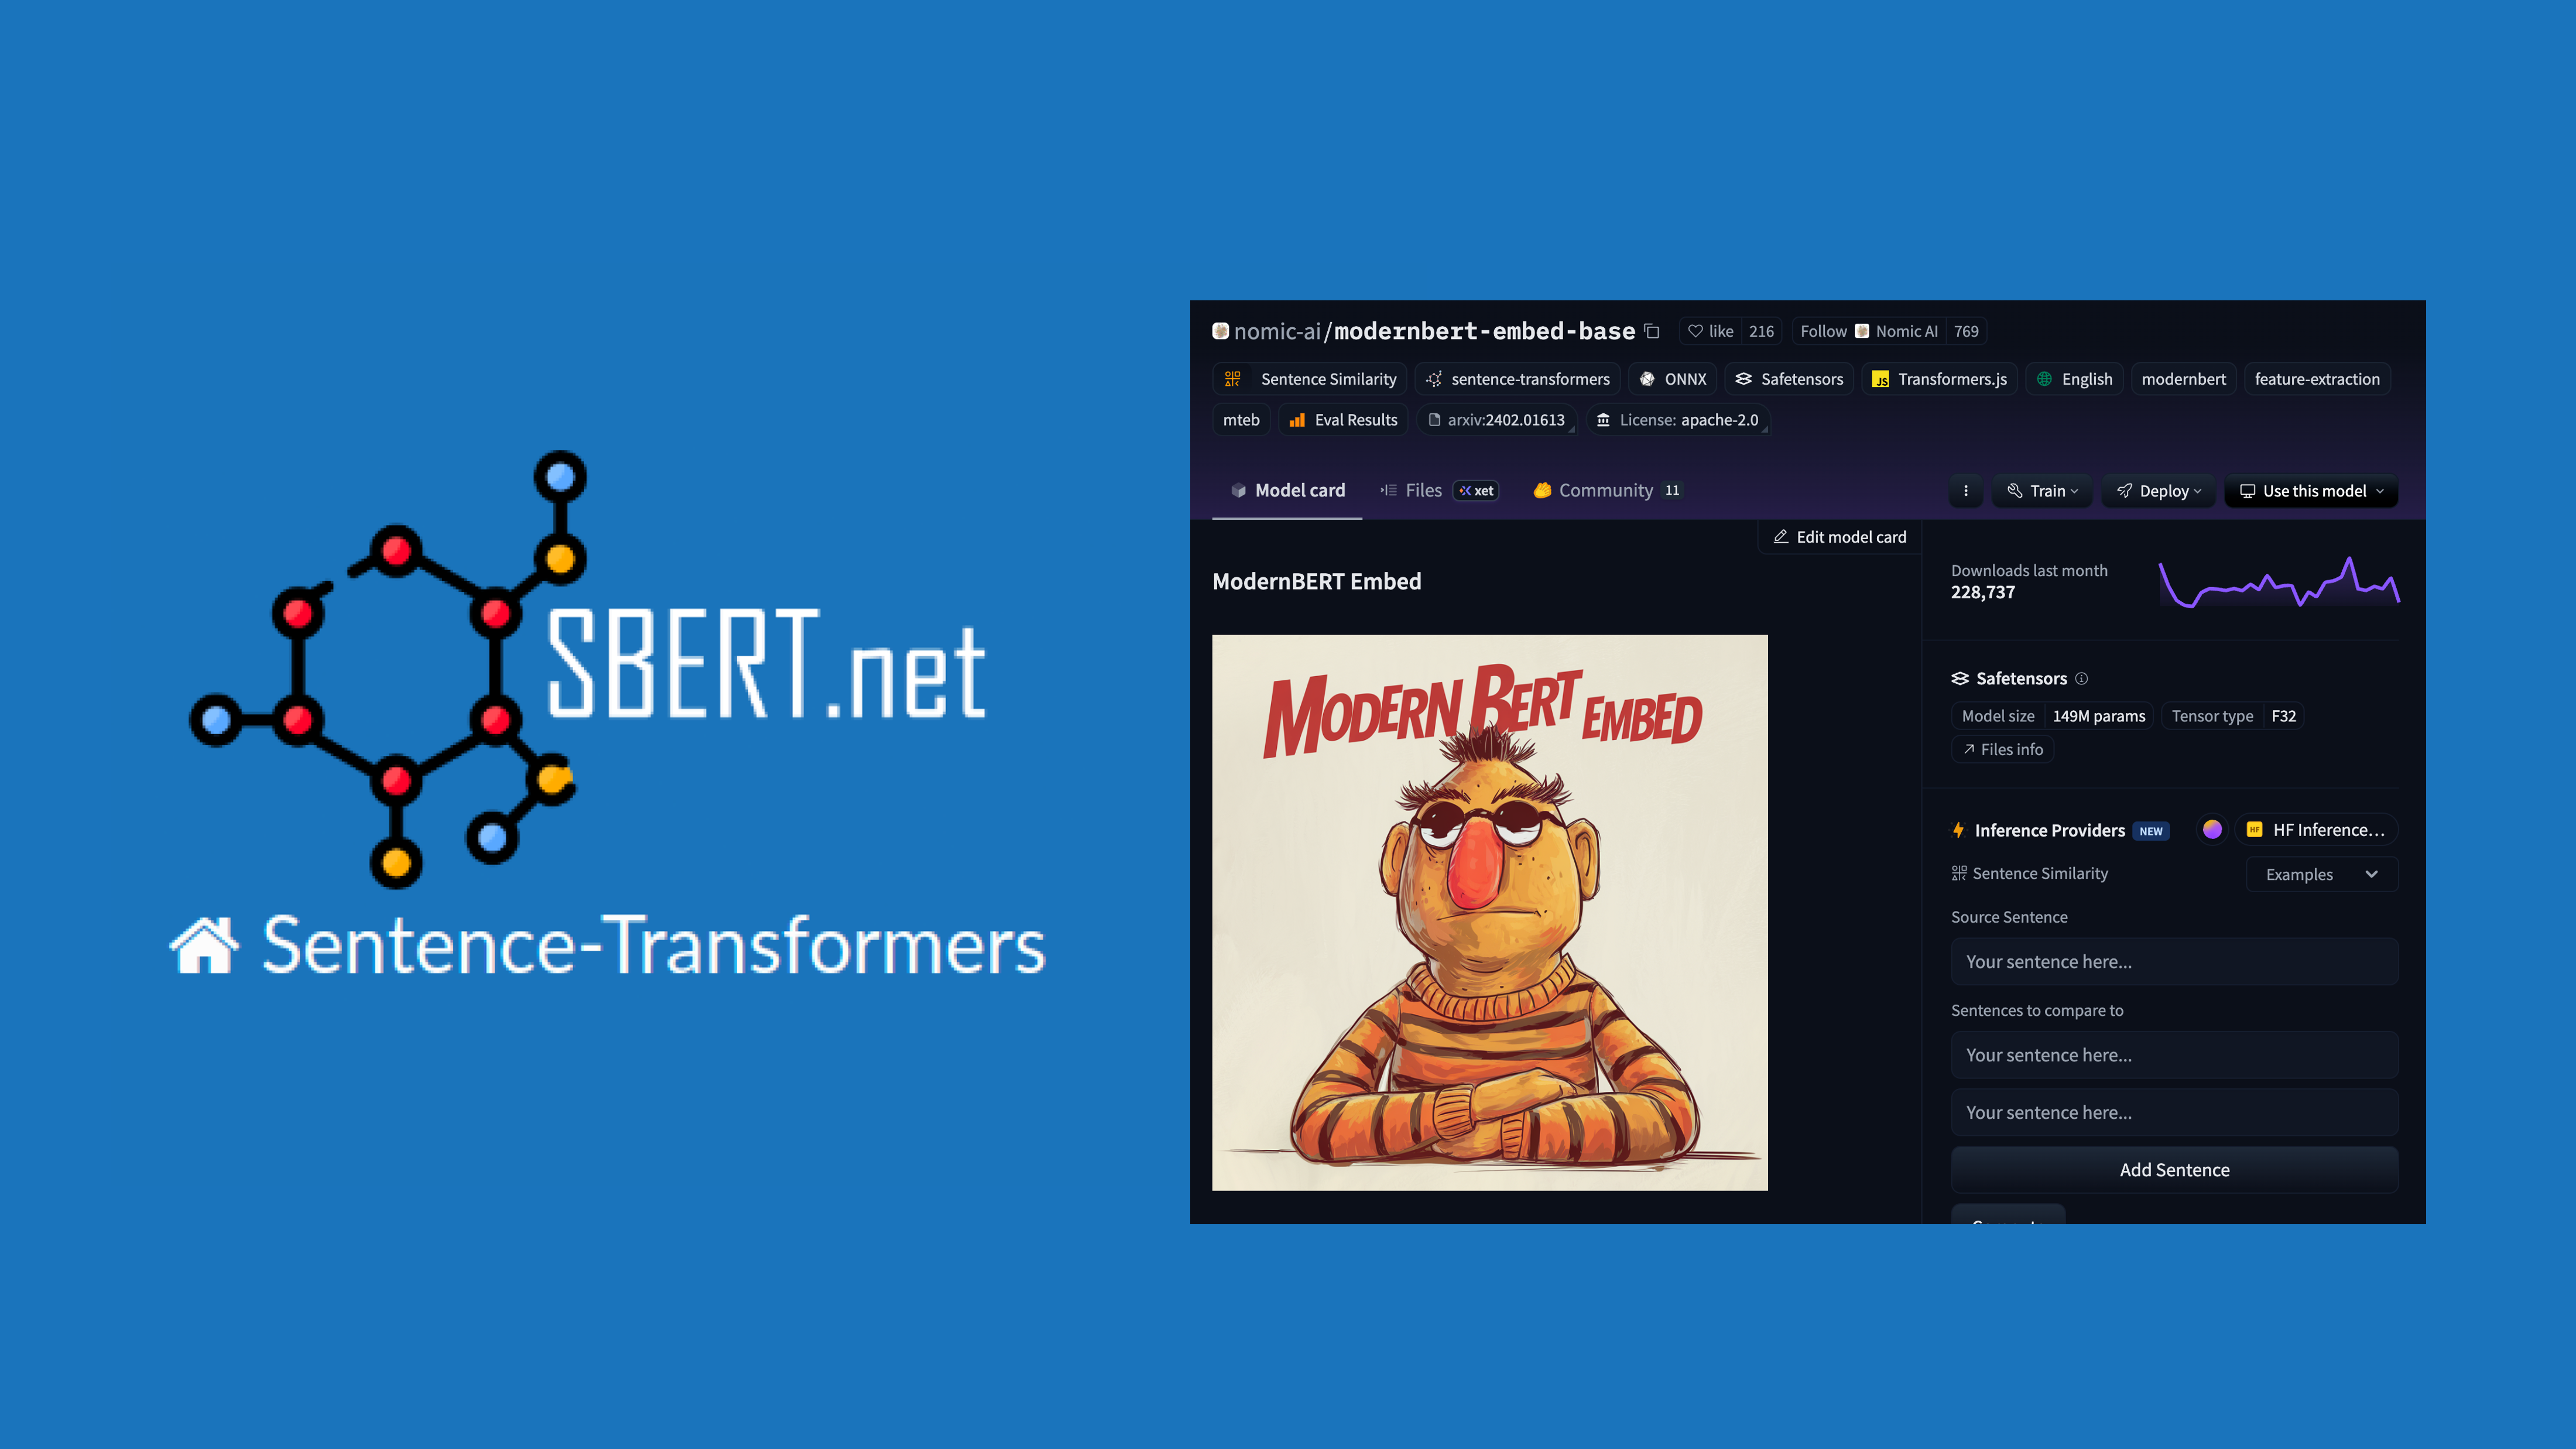 SBERT.net
Sentence-Transformers
nomic-ai/modernbert-embed-base like 216 Follow Nomic AI 769
Sentence Similarity sentence-transformers ONNX Safetensors JS Transformers.js English modernbert feature-extraction
mteb Eval Results arxiv:2402.01613 License: apache-2.0
Model card Files xet Community 11 Train Deploy Use this model
Edit model card
ModernBERT Embed
MODERN BERT EMBED
Downloads last month
228,737
Safetensors
Model size 149M params Tensor type F32
Files info
Inference Providers NEW HF HF Inference...
Sentence Similarity Examples
Source Sentence
Your sentence here...
Sentences to compare to
Your sentence here...
Your sentence here...
Add Sentence